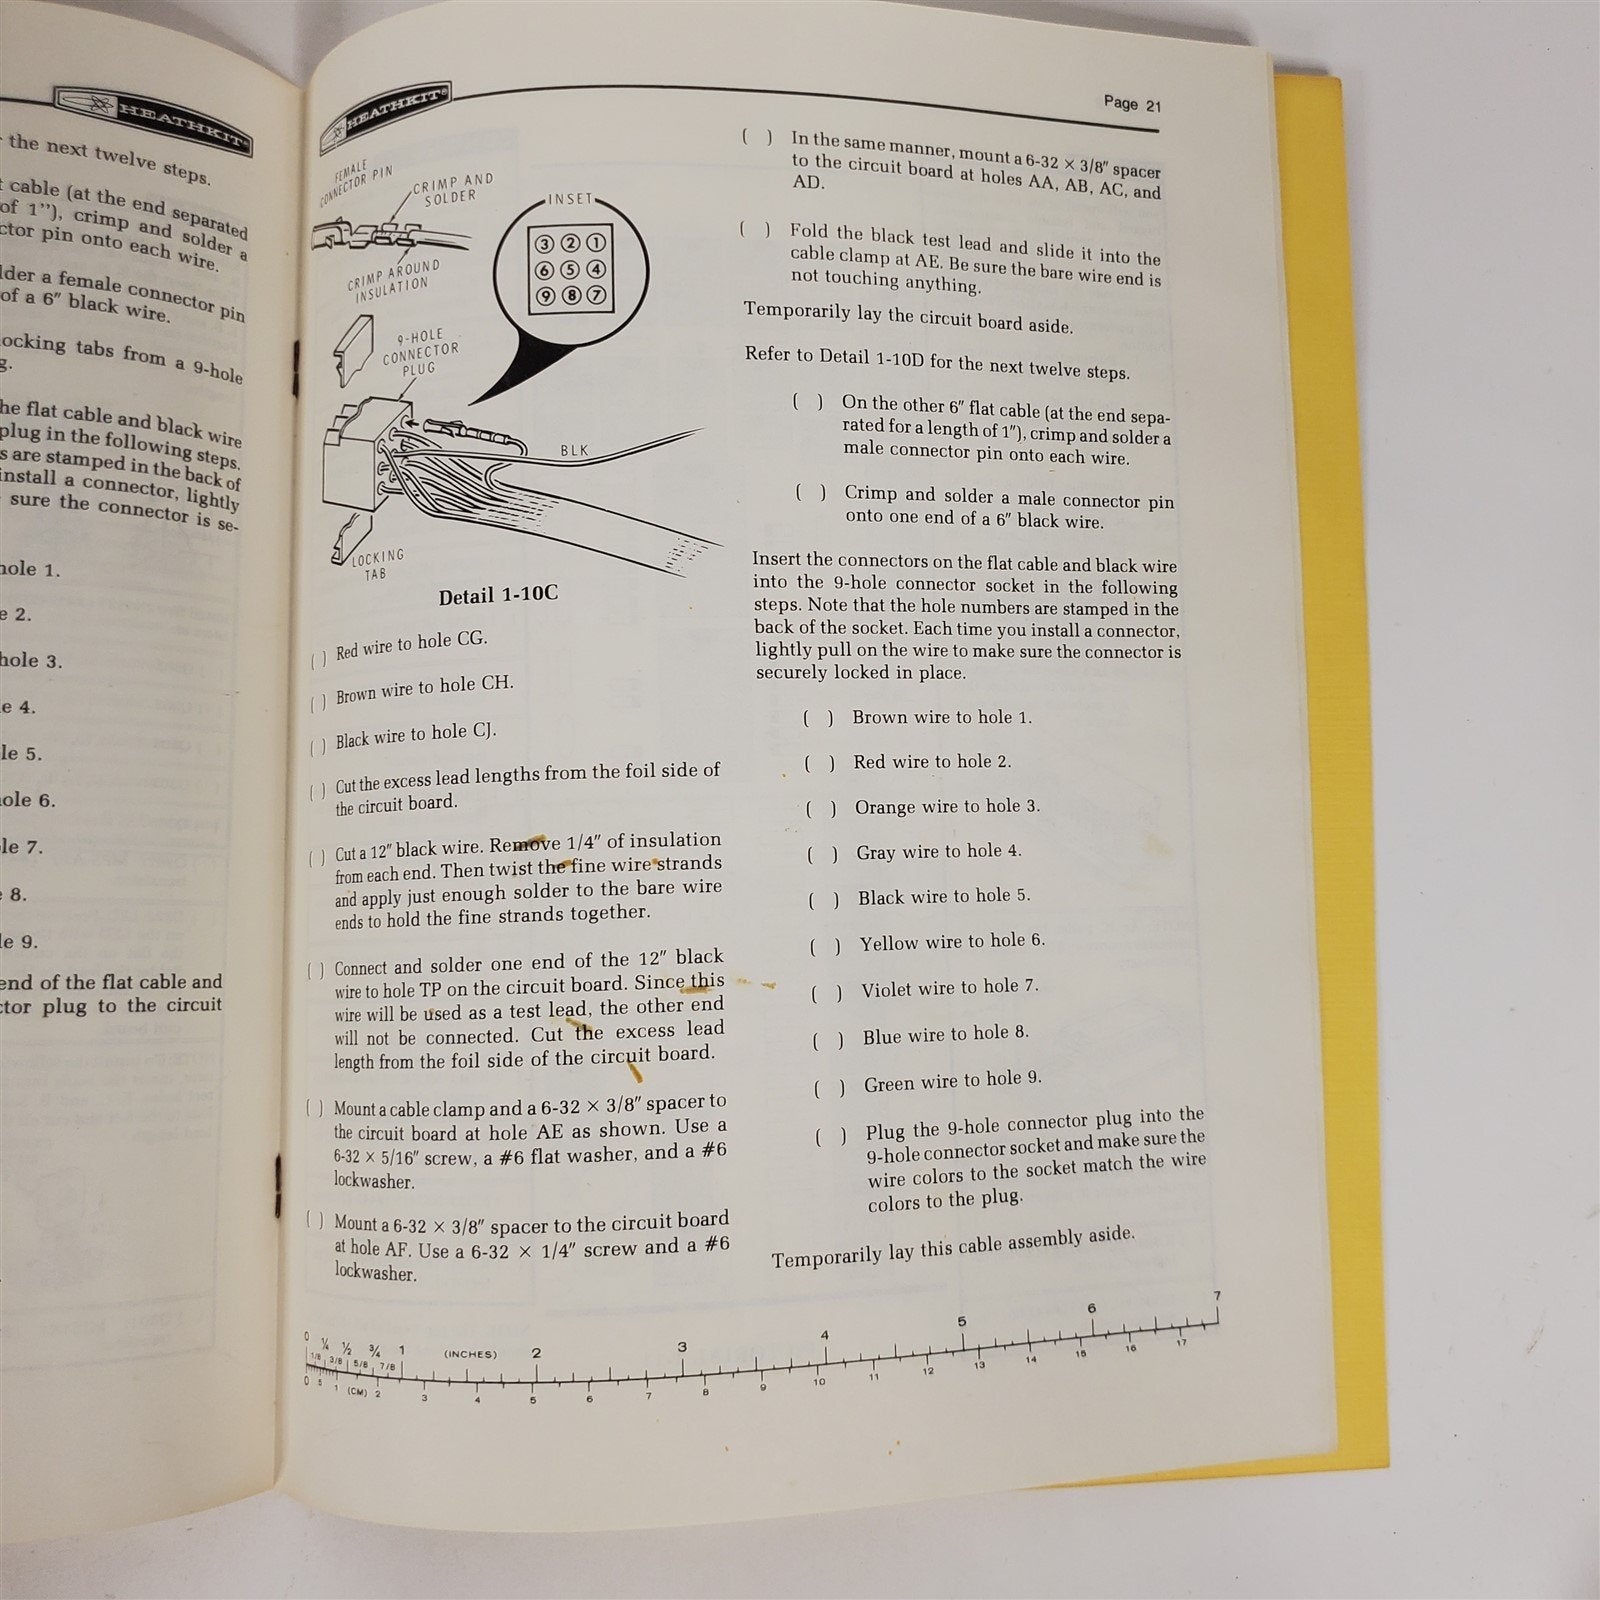 HEATHKIT
the next twelve steps.
cable (at the end separated
of 1''), crimp and solder a
pin onto each wire.
a female connector pin
of a 6" black wire.
tabs from a 9-hole
flat cable and black wire
plug in the following steps.
are stamped in the back of
install a connector, lightly
sure the connector is se-
hole 1.
2.
hole 3.
4.
5.
6.
7.
8.
9.
end of the flat cable and
plug to the circuit
HEATHKIT®
Page 21
FEMALE
CONNECTOR PIN
CRIMP AND
SOLDER
CRIMP AROUND
INSULATION
INSET
3 2 1
6 5 4
9 8 7
9-HOLE
CONNECTOR
PLUG
BLK
LOCKING
TAB
Detail 1-10C
( ) Red wire to hole CG.
( ) Brown wire to hole CH.
( ) Black wire to hole CJ.
( ) Cut the excess lead lengths from the foil side of
the circuit board.
( ) Cut a 12" black wire. Remove 1/4" of insulation
from each end. Then twist the fine wire strands
and apply just enough solder to the bare wire
ends to hold the fine strands together.
( ) Connect and solder one end of the 12" black
wire to hole TP on the circuit board. Since this
wire will be used as a test lead, the other end
will not be connected. Cut the excess lead
length from the foil side of the circuit board.
( ) Mount a cable clamp and a 6-32 × 3/8" spacer to
the circuit board at hole AE as shown. Use a
6-32 × 5/16" screw, a #6 flat washer, and a #6
lockwasher.
( ) Mount a 6-32 × 3/8" spacer to the circuit board
at hole AF. Use a 6-32 × 1/4" screw and a #6
lockwasher.
( ) In the same manner, mount a 6-32 × 3/8" spacer
to the circuit board at holes AA, AB, AC, and
AD.
( ) Fold the black test lead and slide it into the
cable clamp at AE. Be sure the bare wire end is
not touching anything.
Temporarily lay the circuit board aside.
Refer to Detail 1-10D for the next twelve steps.
( ) On the other 6" flat cable (at the end sepa-
rated for a length of 1"), crimp and solder a
male connector pin onto each wire.
( ) Crimp and solder a male connector pin
onto one end of a 6" black wire.
Insert the connectors on the flat cable and black wire
into the 9-hole connector socket in the following
steps. Note that the hole numbers are stamped in the
back of the socket. Each time you install a connector,
lightly pull on the wire to make sure the connector is
securely locked in place.
( ) Brown wire to hole 1.
( ) Red wire to hole 2.
( ) Orange wire to hole 3.
( ) Gray wire to hole 4.
( ) Black wire to hole 5.
( ) Yellow wire to hole 6.
( ) Violet wire to hole 7.
( ) Blue wire to hole 8.
( ) Green wire to hole 9.
( ) Plug the 9-hole connector plug into the
9-hole connector socket and make sure the
wire colors to the socket match the wire
colors to the plug.
Temporarily lay this cable assembly aside.
0 1/4 1/2 3/4 1 (INCHES) 2 3 4 5 6 7
1/8 3/8 5/8 7/8
0 5 1 (CM) 2 3 4 5 6 7 8 9 10 11 12 13 14 15 16 17